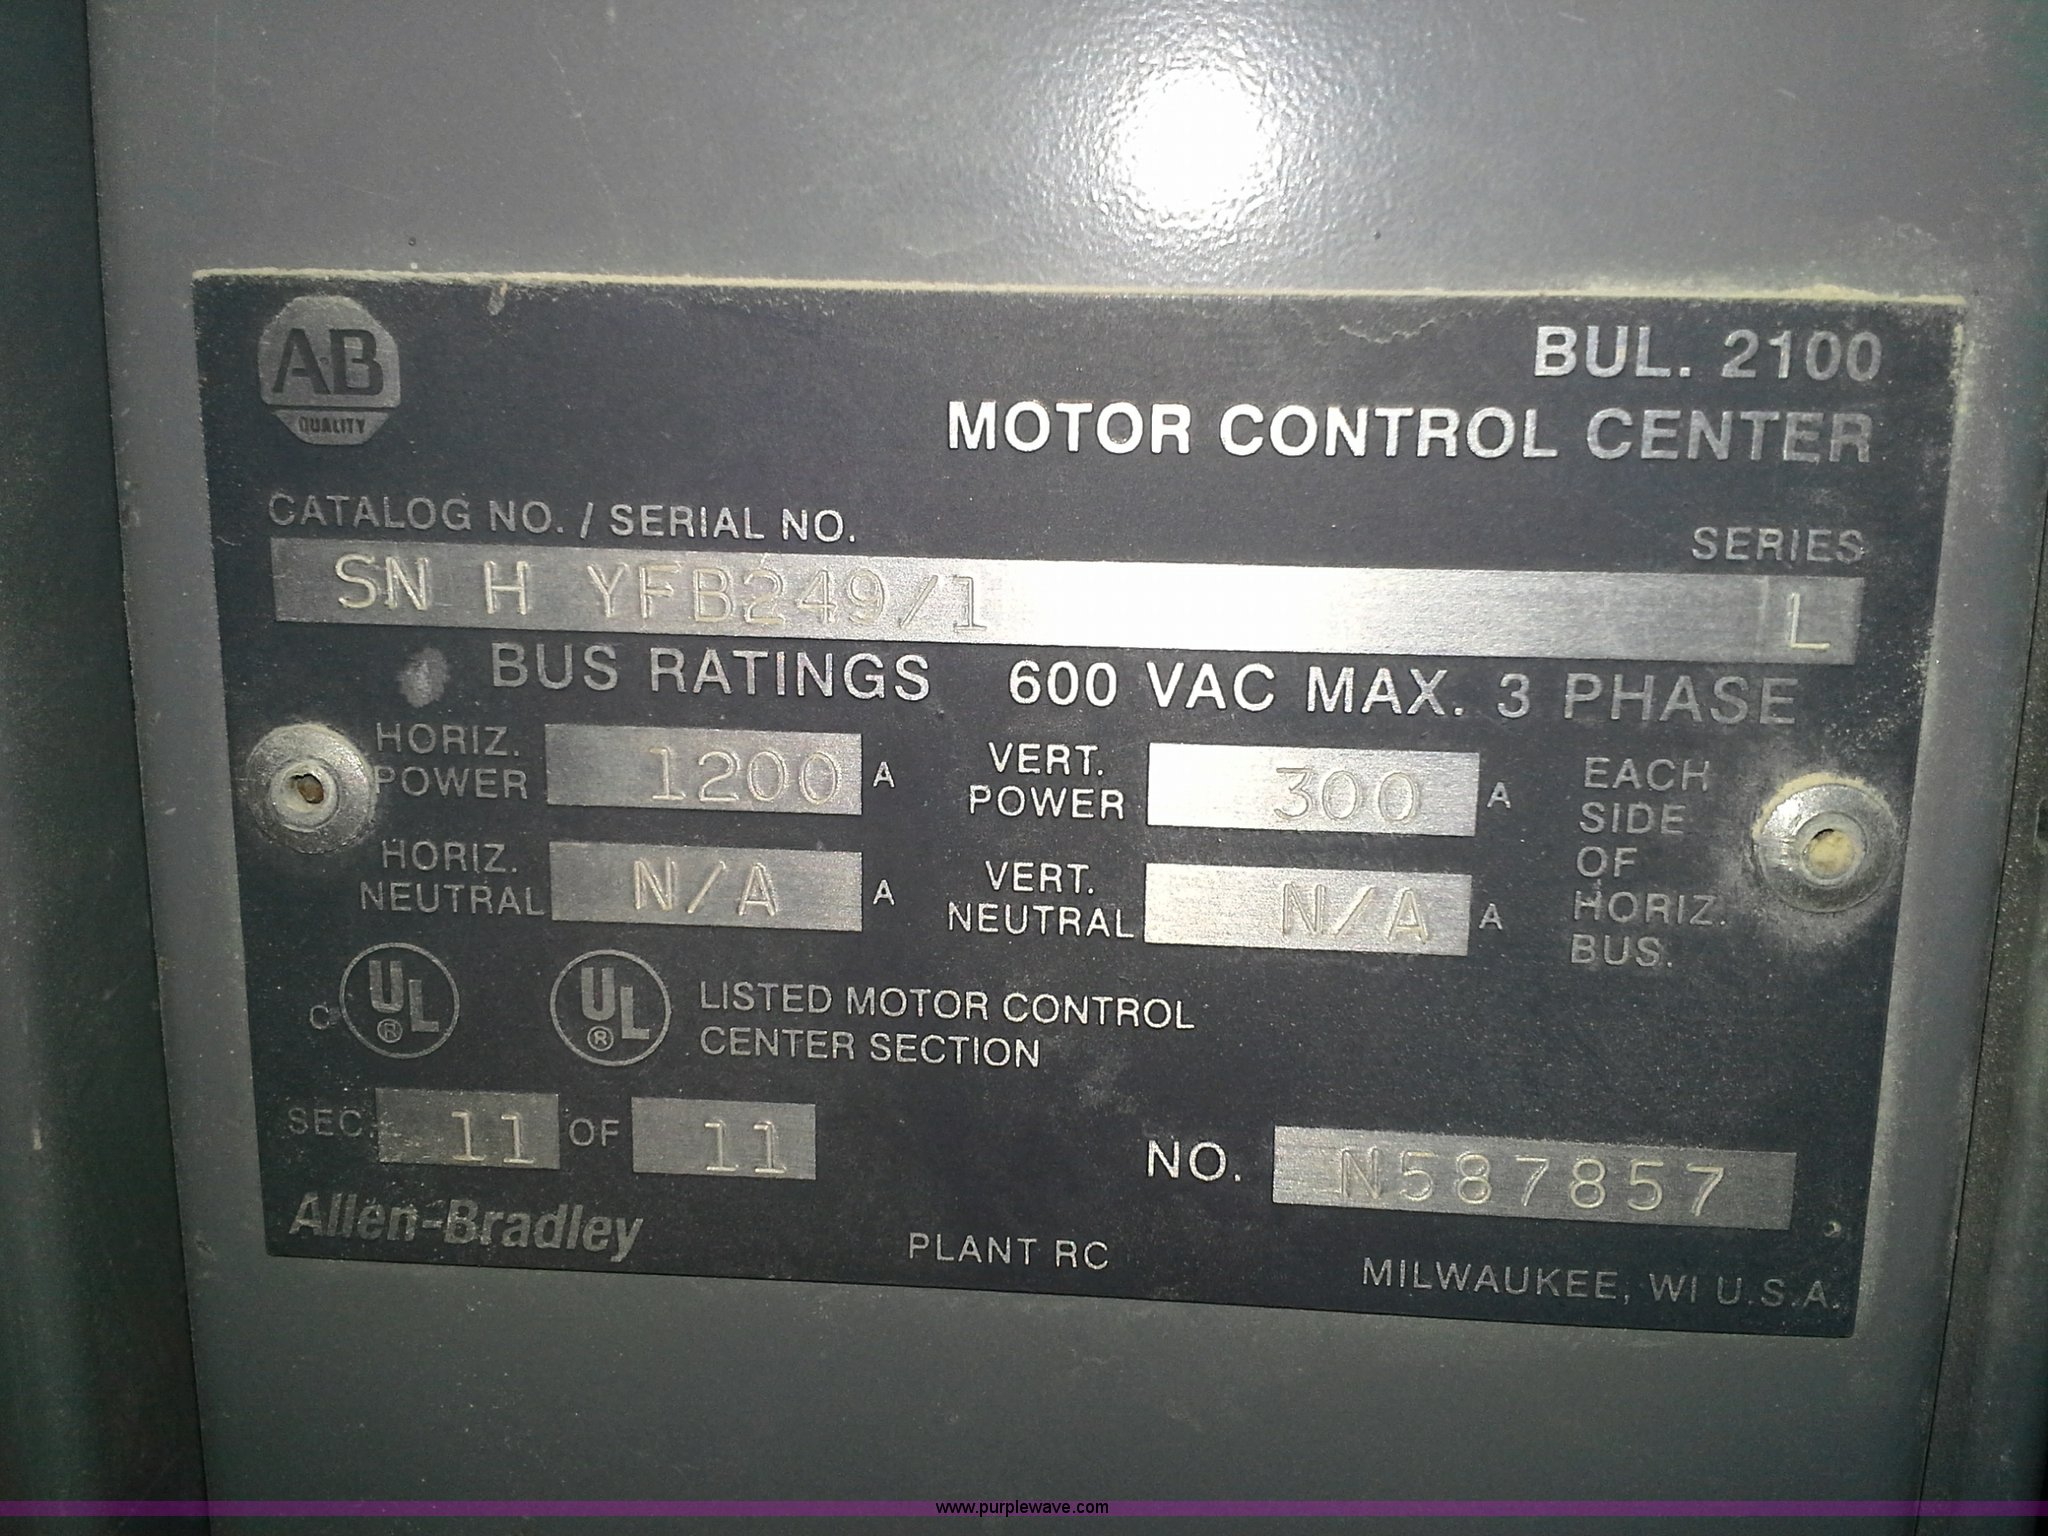 A-B
QUALITY
BUL. 2100
MOTOR CONTROL CENTER
CATALOG NO. / SERIAL NO.
SERIES
SN H YFB249/1
L
BUS RATINGS 600 VAC MAX. 3 PHASE
HORIZ. POWER 1200 A
VERT. POWER 300 A
HORIZ. NEUTRAL N/A A
VERT. NEUTRAL N/A A
EACH
SIDE
OF
HORIZ.
BUS.
C UL ® UL ®
LISTED MOTOR CONTROL
CENTER SECTION
SEC. 11 OF 11
NO. N587857
Allen-Bradley
PLANT RC
MILWAUKEE, WI U.S.A.
www.purplewave.com